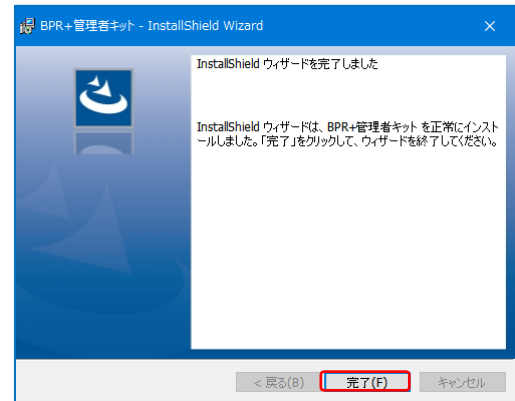 BPR+管理者キット - InstallShield Wizard
InstallShield ウィザードを完了しました
InstallShield ウィザードは、BPR+管理者キット を正常にインスト
ールしました。「完了」をクリックして、ウィザードを終了してください。
< 戻る(B) 完了(F) キャンセル